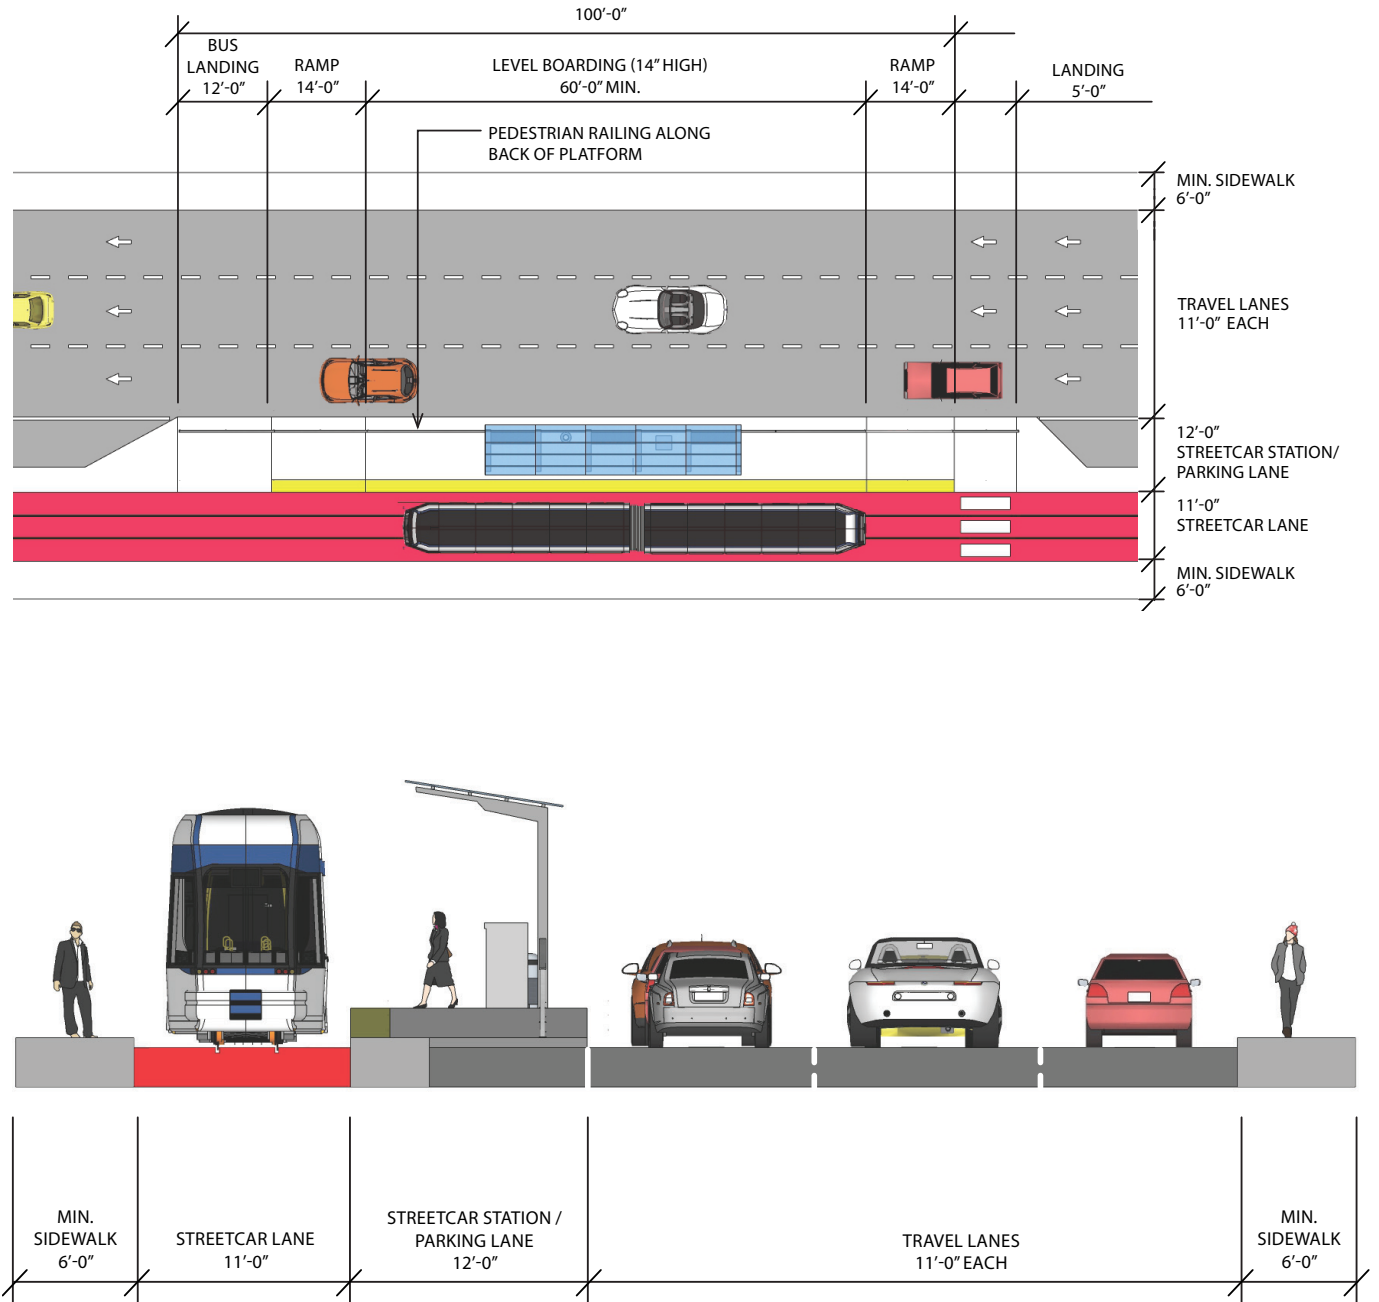 100’-0”
BUS
LANDING
12’-0”
RAMP
14’-0”
LEVEL BOARDING (14” HIGH)
60’-0” MIN.
RAMP
14’-0”
LANDING
5’-0”
PEDESTRIAN RAILING ALONG
BACK OF PLATFORM
MIN. SIDEWALK
6’-0”
TRAVEL LANES
11’-0” EACH
12’-0”
STREETCAR STATION/
PARKING LANE
11’-0”
STREETCAR LANE
MIN. SIDEWALK
6’-0”
MIN.
SIDEWALK
6’-0”
STREETCAR LANE
11’-0”
STREETCAR STATION /
PARKING LANE
12’-0”
TRAVEL LANES
11’-0” EACH
MIN.
SIDEWALK
6’-0”